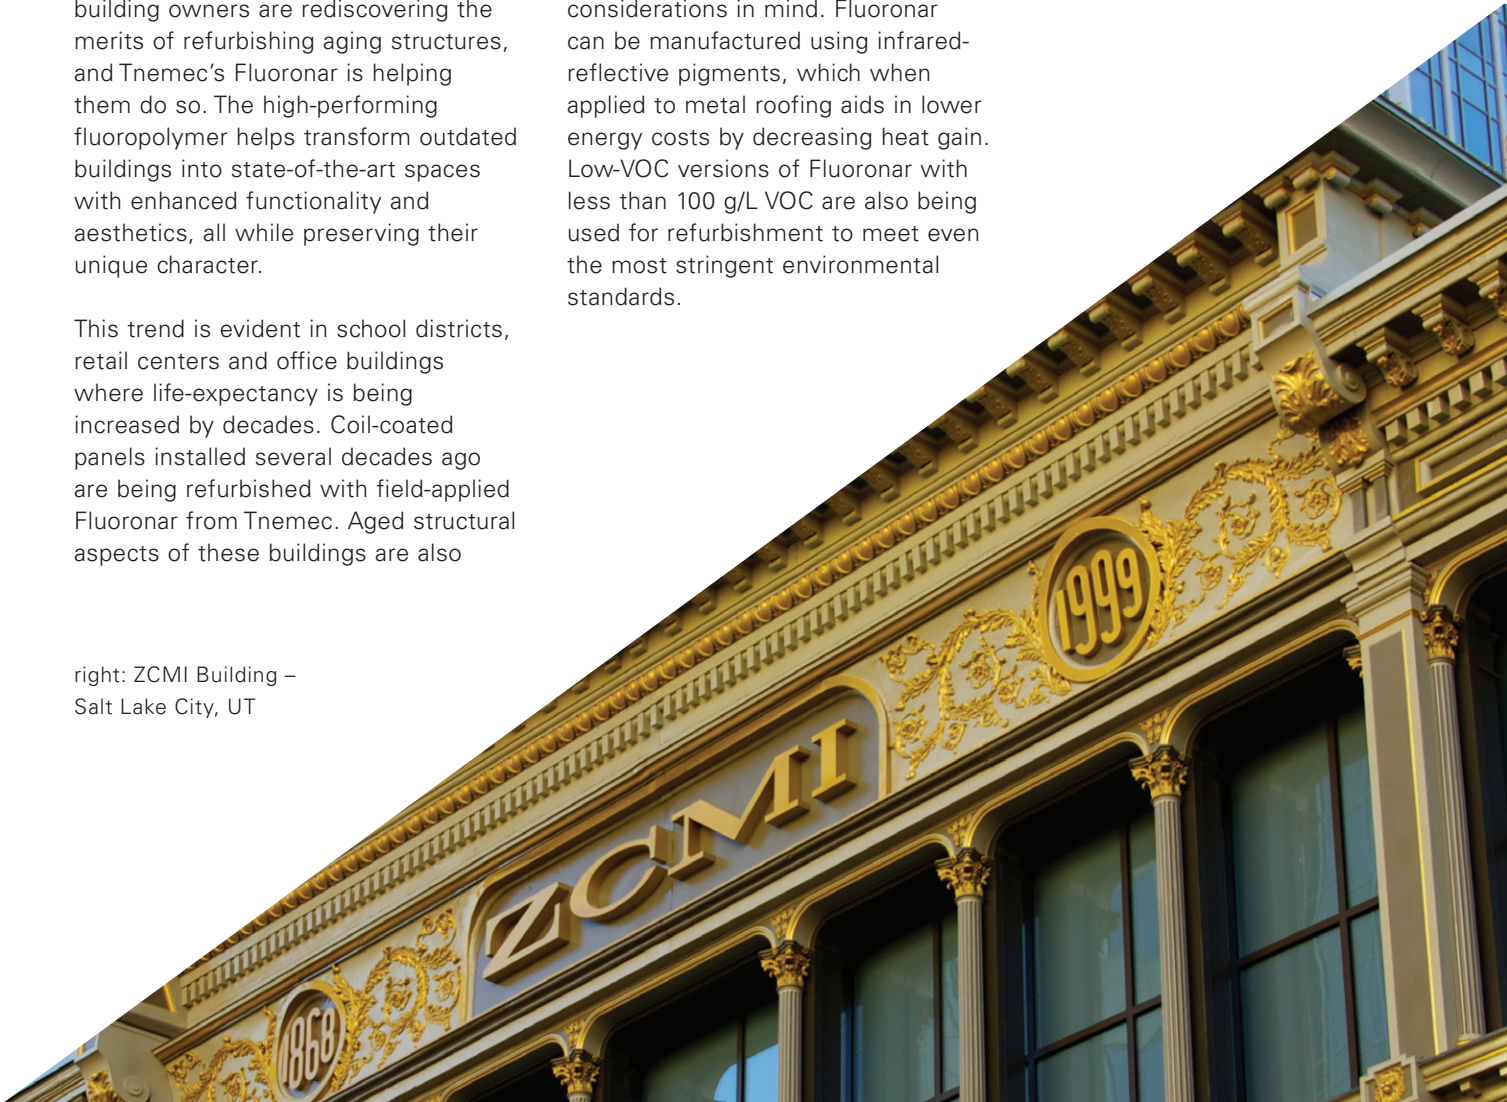 building owners are rediscovering the
merits of refurbishing aging structures,
and Tnemec’s Fluoronar is helping
them do so. The high-performing
fluoropolymer helps transform outdated
buildings into state-of-the-art spaces
with enhanced functionality and
aesthetics, all while preserving their
unique character.
This trend is evident in school districts,
retail centers and office buildings
where life-expectancy is being
increased by decades. Coil-coated
panels installed several decades ago
are being refurbished with field-applied
Fluoronar from Tnemec. Aged structural
aspects of these buildings are also
considerations in mind. Fluoronar
can be manufactured using infrared-
reflective pigments, which when
applied to metal roofing aids in lower
energy costs by decreasing heat gain.
Low-VOC versions of Fluoronar with
less than 100 g/L VOC are also being
used for refurbishment to meet even
the most stringent environmental
standards.
right: ZCMI Building –
Salt Lake City, UT
1999
ZCMI
1868